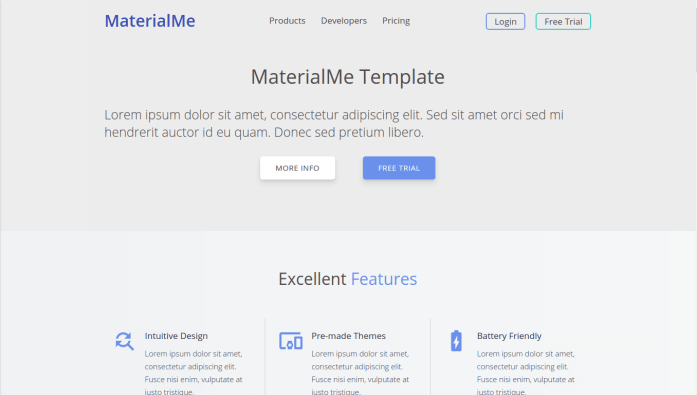 MaterialMe
Products Developers Pricing
Login Free Trial
MaterialMe Template
Lorem ipsum dolor sit amet, consectetur adipiscing elit. Sed sit amet orci sed mi
hendrerit auctor id eu quam. Donec sed pretium libero.
MORE INFO
FREE TRIAL
Excellent Features
Intuitive Design
Lorem ipsum dolor sit amet,
consectetur adipiscing elit.
Fusce nisi enim, vulputate at
justo tristique.
Pre-made Themes
Lorem ipsum dolor sit amet,
consectetur adipiscing elit.
Fusce nisi enim, vulputate at
justo tristique.
Battery Friendly
Lorem ipsum dolor sit amet,
consectetur adipiscing elit.
Fusce nisi enim, vulputate at
justo tristique.